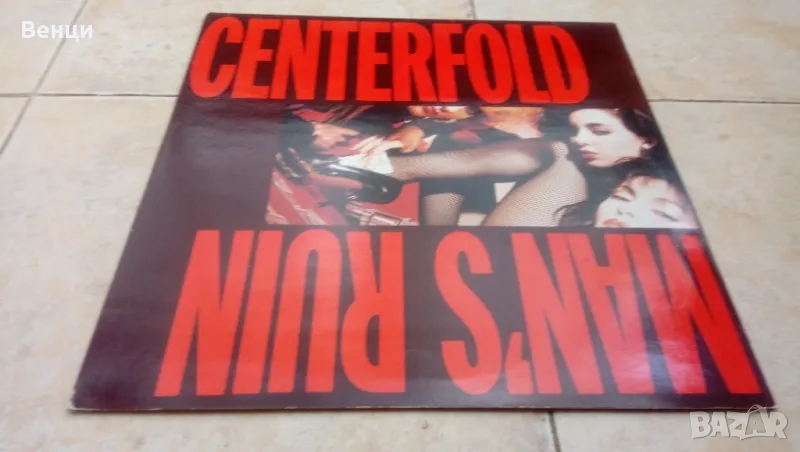 Венци
CENTERFOLD
MAN'S RUIN
BAZAR